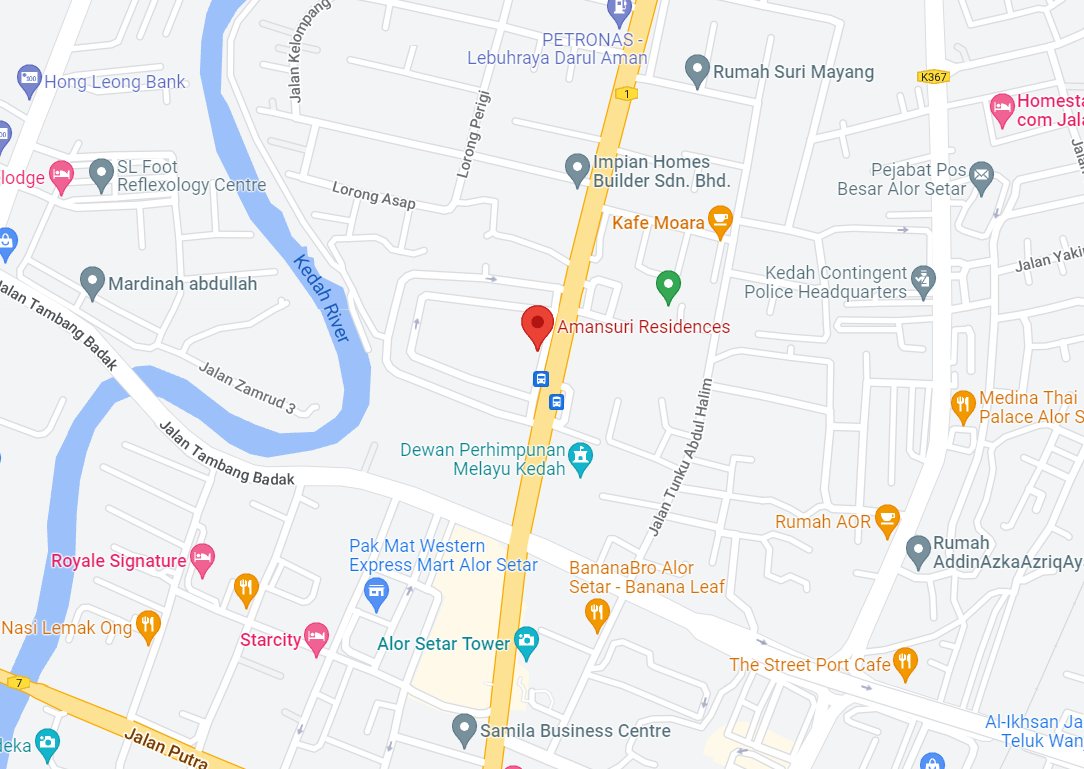 Jalan Kelompang
PETRONAS -
Lebuhraya Darul Aman
Hong Leong Bank
100
Rumah Suri Mayang
K367
1
Homesta
com Jala
Lorong Perigi
Jalan
SL Foot
Reflexology Centre
lodge
Impian Homes
Builder Sdn. Bhd.
Pejabat Pos
Besar Alor Setar
Lorong Asap
Kafe Moara
Kedah River
Jalan Yakin
Mardinah abdullah
Kedah Contingent
Police Headquarters
Jalan Tambang Badak
Amansuri Residences
Jalan Zamrud 3
Jalan Tunku Abdul Halim
Medina Thai
Palace Alor S
Jalan Tambang Badak
Dewan Perhimpunan
Melayu Kedah
Rumah AOR
Royale Signature
Pak Mat Western
Express Mart Alor Setar
BananaBro Alor
Setar - Banana Leaf
Rumah
AddinAzkaAzriqAy
Nasi Lemak Ong
Starcity
Alor Setar Tower
The Street Port Cafe
7
Jalan Putra
deka
Samila Business Centre
Al-Ikhsan Ja
Teluk Wan